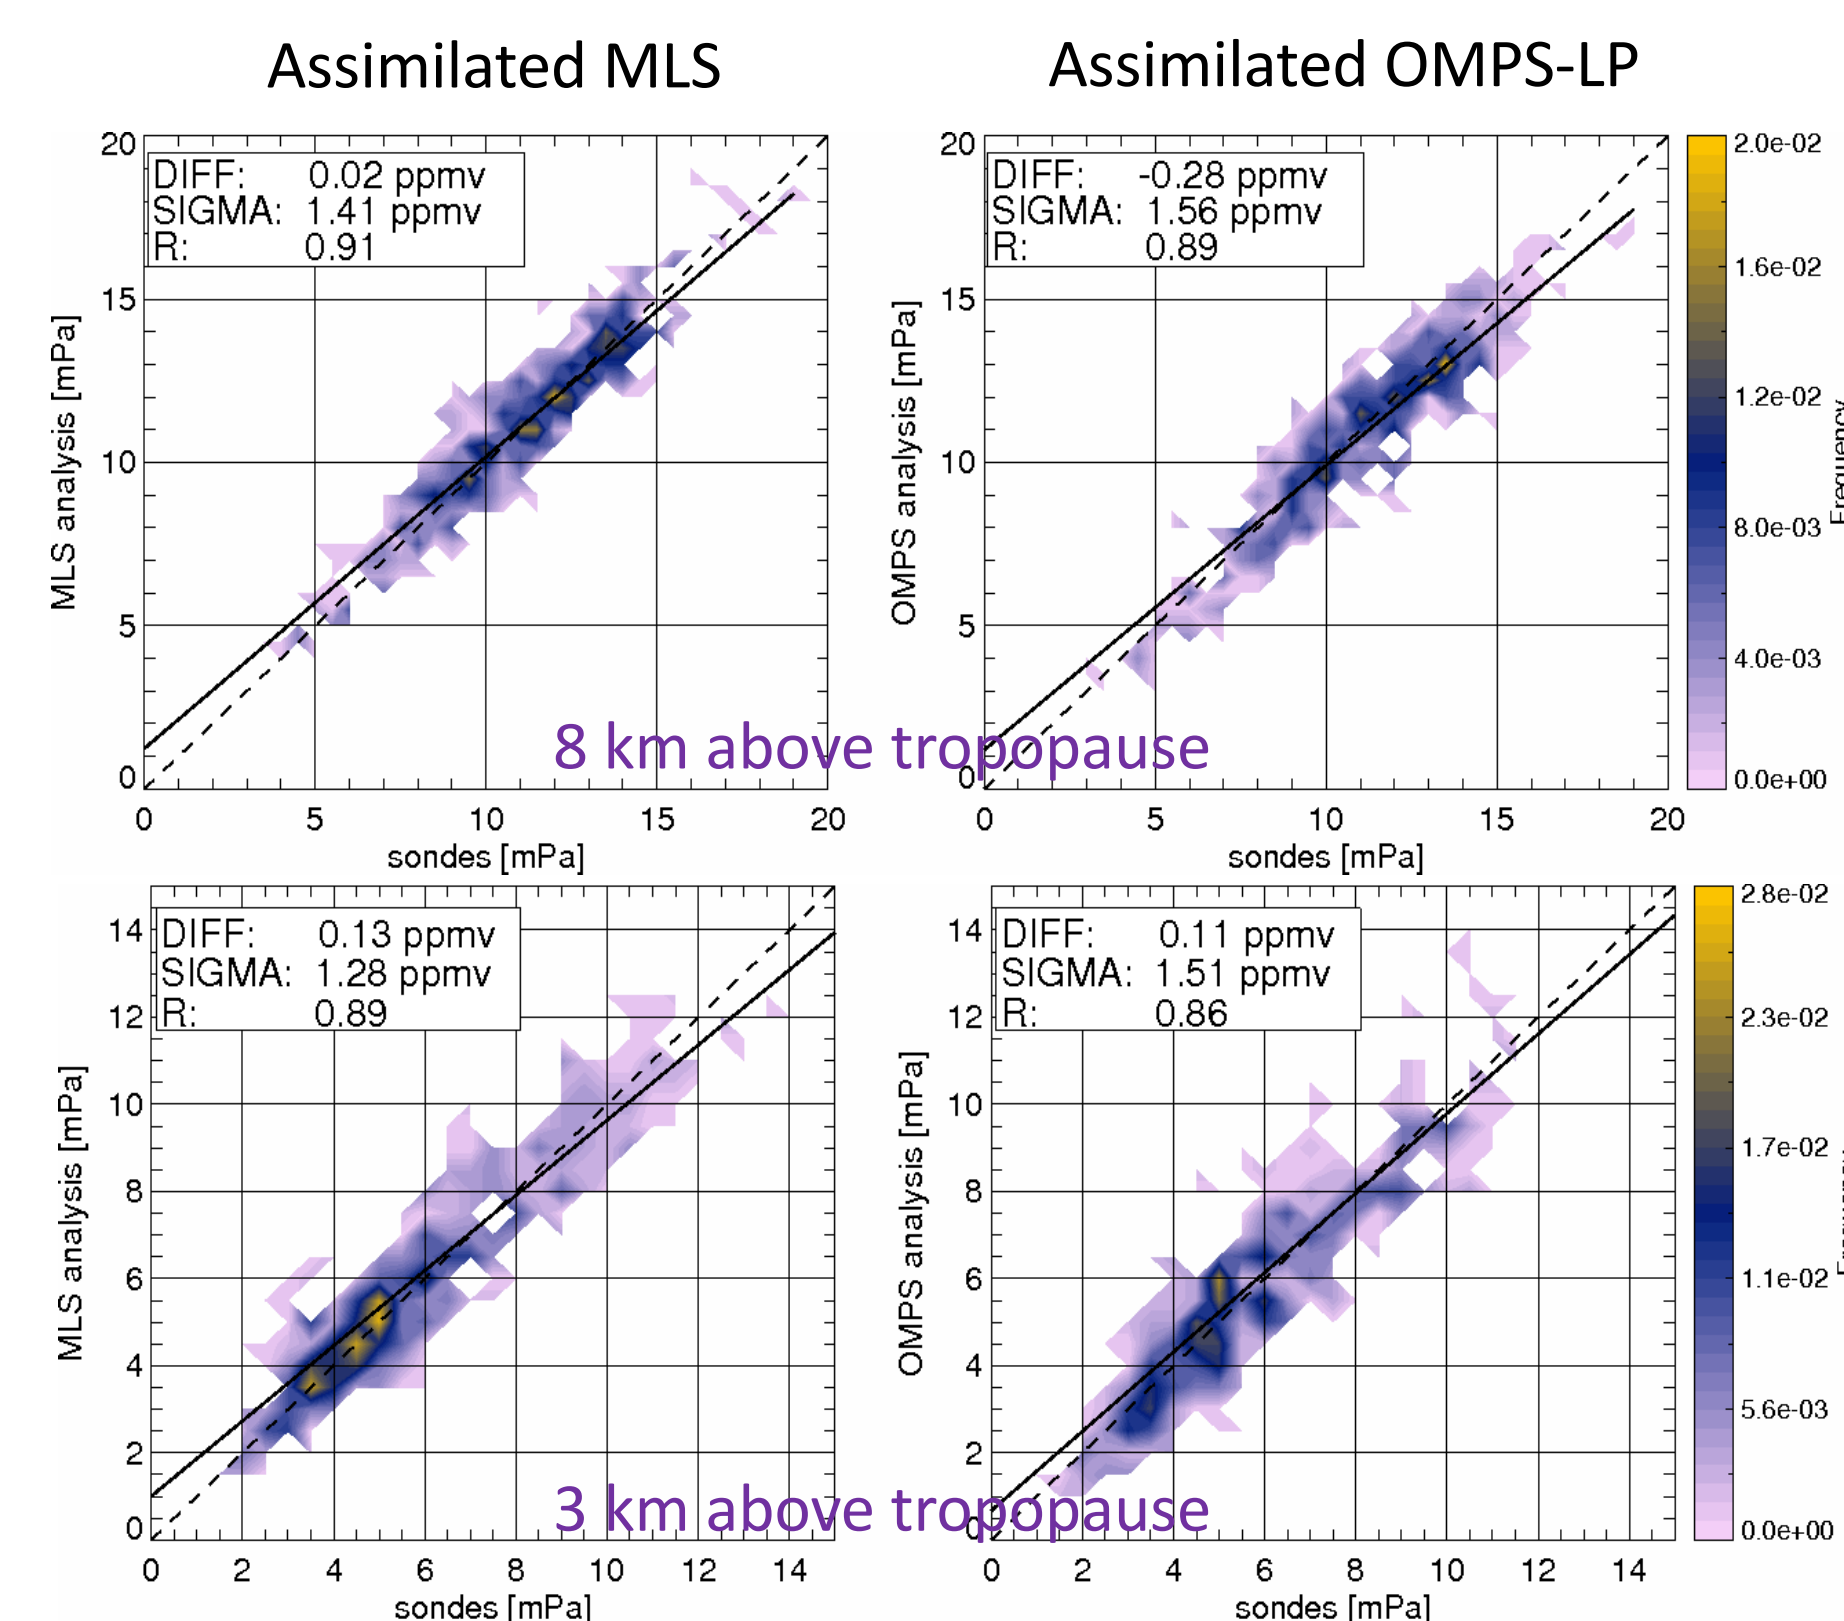 Assimilated MLS
Assimilated OMPS-LP
20
15
10
5
0
DIFF: 0.02 ppmv
SIGMA: 1.41 ppmv
R: 0.91
MLS analysis [mPa]
0 5 10 15 20
sondes [mPa]
20
15
10
5
0
DIFF: -0.28 ppmv
SIGMA: 1.56 ppmv
R: 0.89
OMPS analysis [mPa]
0 5 10 15 20
sondes [mPa]
2.0e-02
1.6e-02
1.2e-02
8.0e-03
4.0e-03
0.0e+00
Frequency
8 km above tropopause
14
12
10
8
6
4
2
0
DIFF: 0.13 ppmv
SIGMA: 1.28 ppmv
R: 0.89
MLS analysis [mPa]
0 2 4 6 8 10 12 14
sondes [mPa]
14
12
10
8
6
4
2
0
DIFF: 0.11 ppmv
SIGMA: 1.51 ppmv
R: 0.86
OMPS analysis [mPa]
0 2 4 6 8 10 12 14
sondes [mPa]
2.8e-02
2.3e-02
1.7e-02
1.1e-02
5.6e-03
0.0e+00
3 km above tropopause